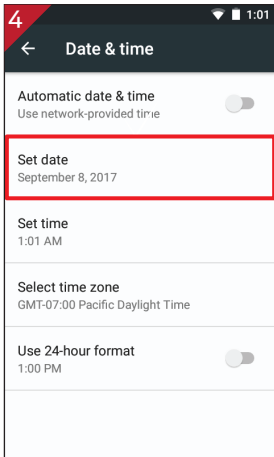 4
1:01
Date & time
Automatic date & time
Use network-provided time
Set date
September 8, 2017
Set time
1:01 AM
Select time zone
GMT-07:00 Pacific Daylight Time
Use 24-hour format
1:00 PM